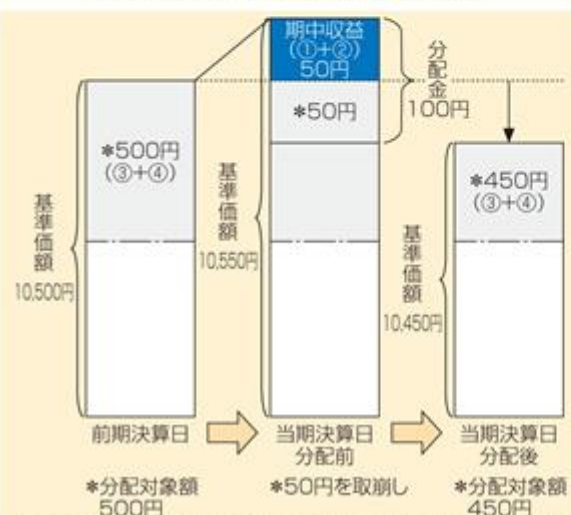 期中収益
(①+②)
50円
*50円
分配金
100円
*500円
(③+④)
基準価額
10,500円
基準価額
10,550円
*450円
(③+④)
基準価額
10,450円
前期決算日
当期決算日
分配前
当期決算日
分配後
*分配対象額
500円
*50円を取崩し
*分配対象額
450円